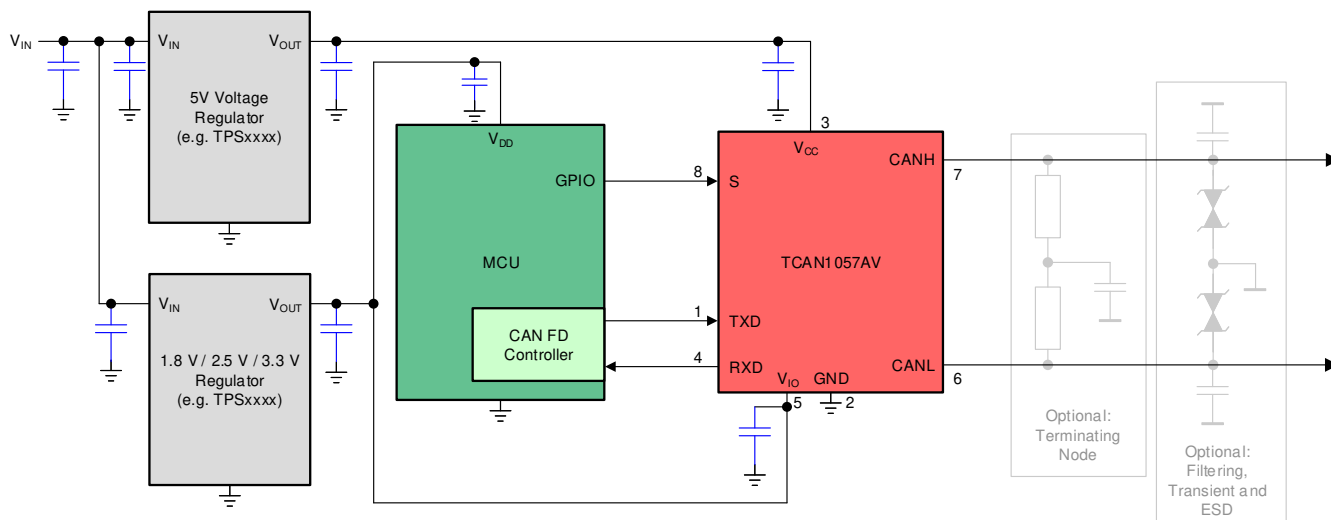 VIN
VIN
VOUT
5V Voltage
Regulator
(e.g. TPSxxxx)
VIN
VOUT
1.8 V / 2.5 V / 3.3 V
Regulator
(e.g. TPSxxxx)
VDD
GPIO
MCU
CAN FD
Controller
8
1
4
3
VCC
CANH
7
S
TCAN1057AV
TXD
RXD
CANL
6
VIO
GND
5
2
Optional:
Terminating
Node
Optional:
Filtering,
Transient and
ESD